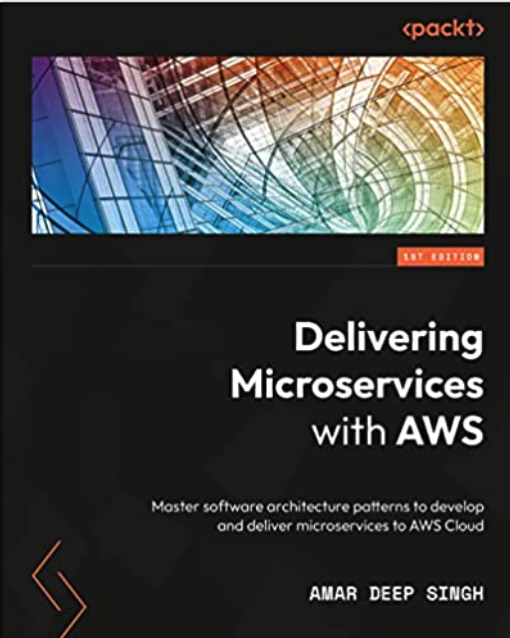 <packt>
1ST EDITION
Delivering
Microservices
with AWS
Master software architecture patterns to develop
and deliver microservices to AWS Cloud
AMAR DEEP SINGH